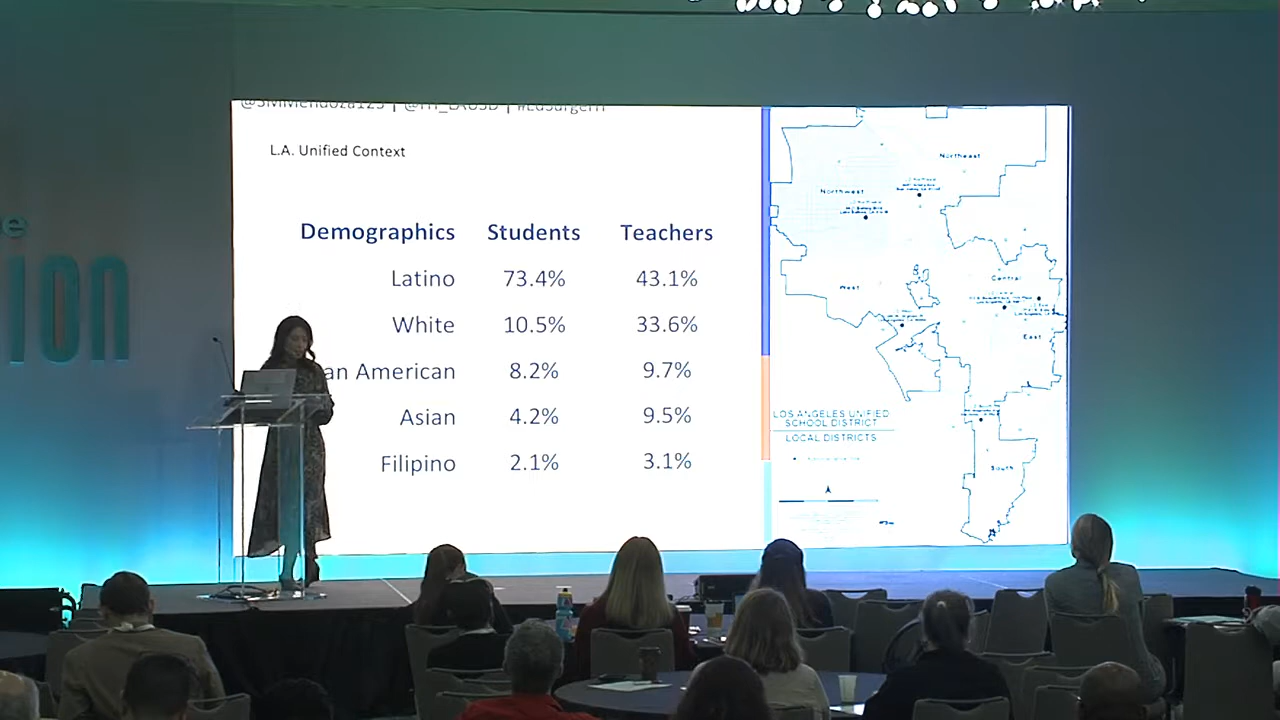 L.A. Unified Context
Demographics Students Teachers
Latino 73.4% 43.1%
White 10.5% 33.6%
an American 8.2% 9.7%
Asian 4.2% 9.5%
Filipino 2.1% 3.1%
Northeast
Northwest
West
Central
East
South
LOS ANGELES UNIFIED
SCHOOL DISTRICT
LOCAL DISTRICTS
e
ion